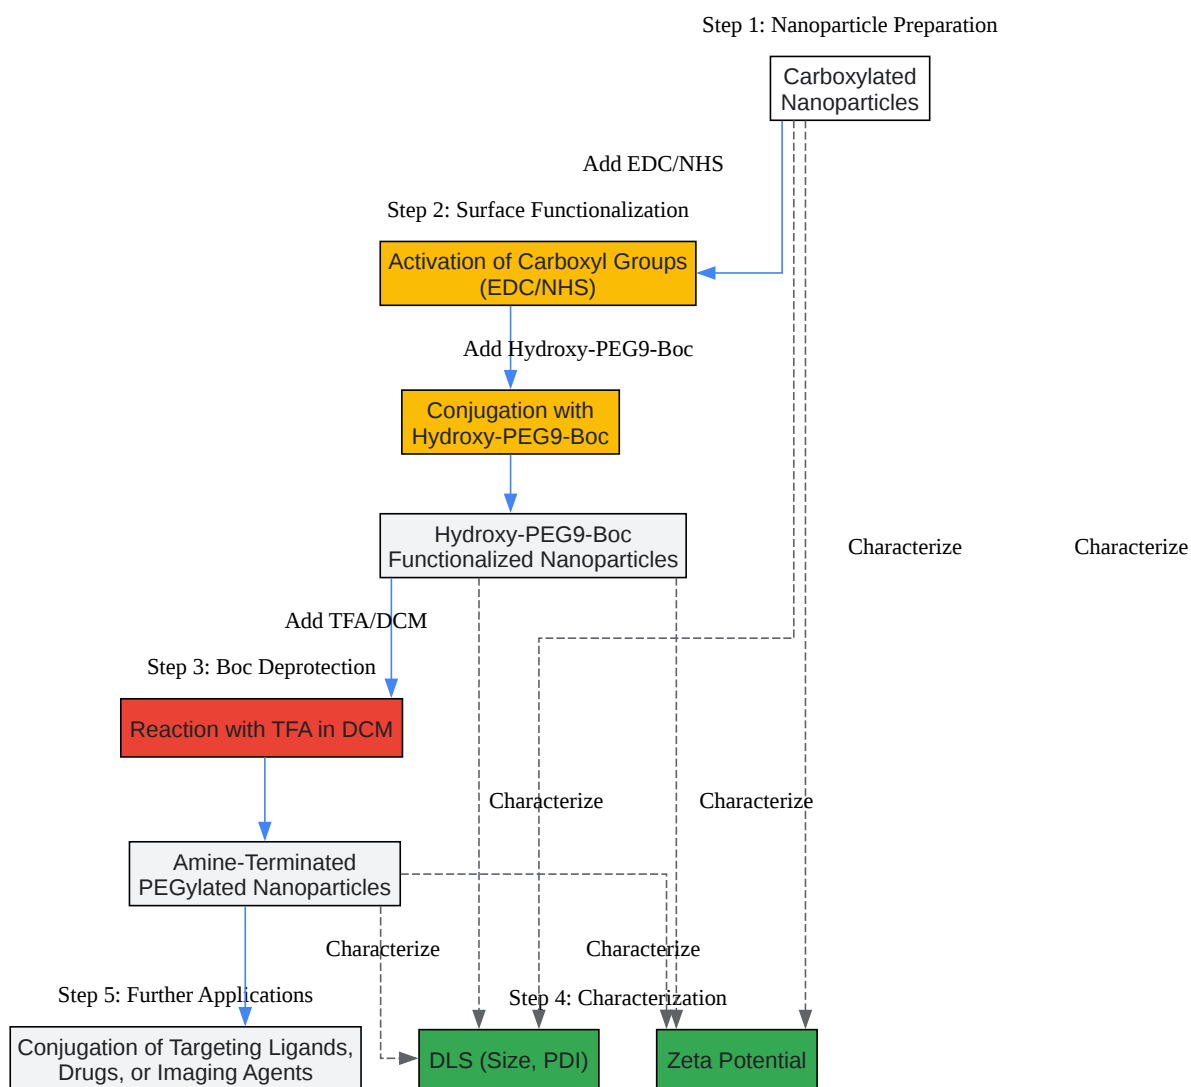 Step 1: Nanoparticle Preparation
Carboxylated
Nanoparticles
Add EDC/NHS
Step 2: Surface Functionalization
Activation of Carboxyl Groups
(EDC/NHS)
Add Hydroxy-PEG9-Boc
Conjugation with
Hydroxy-PEG9-Boc
Hydroxy-PEG9-Boc
Functionalized Nanoparticles
Characterize
Characterize
Add TFA/DCM
Step 3: Boc Deprotection
Reaction with TFA in DCM
Characterize
Characterize
Amine-Terminated
PEGylated Nanoparticles
Characterize
Characterize
Step 5: Further Applications
Step 4: Characterization
Conjugation of Targeting Ligands,
Drugs, or Imaging Agents
DLS (Size, PDI)
Zeta Potential